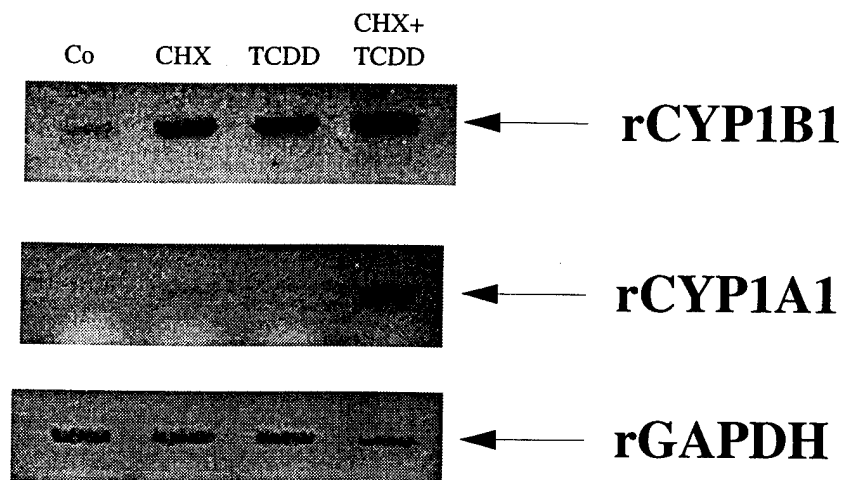 CHX+
Co CHX TCDD TCDD
rCYP1B1
rCYP1A1
rGAPDH